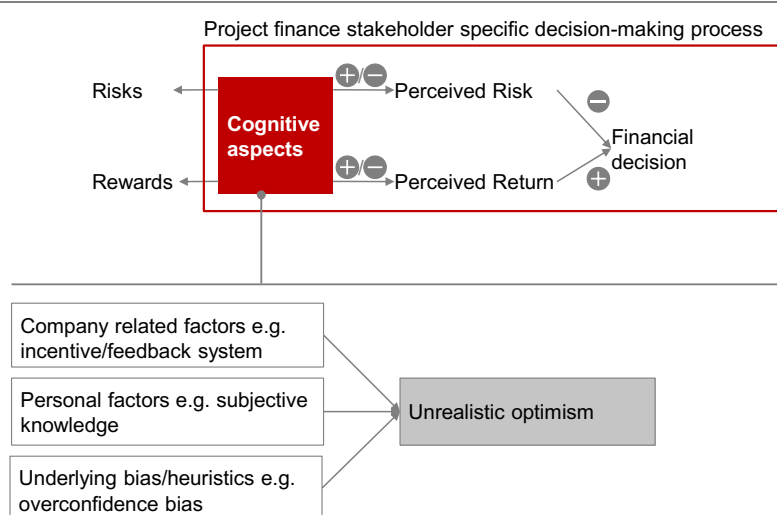 Project finance stakeholder specific decision-making process
+/−
Risks
Perceived Risk
Cognitive
aspects
−
Financial
decision
+/−
Rewards
Perceived Return
+
Company related factors e.g.
incentive/feedback system
Personal factors e.g. subjective
knowledge
Unrealistic optimism
Underlying bias/heuristics e.g.
overconfidence bias